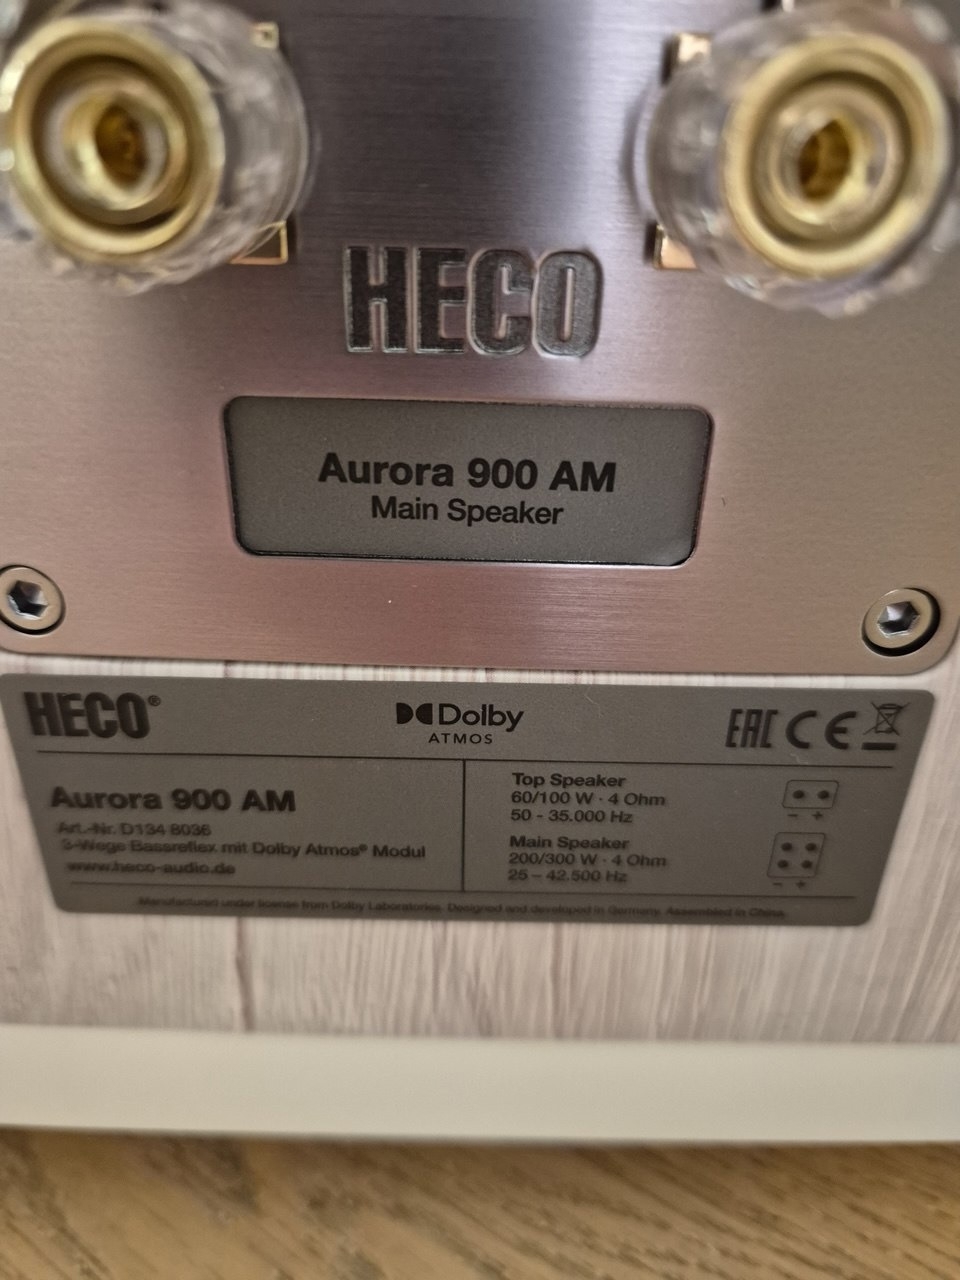 HECO
Aurora 900 AM
Main Speaker
HECO®
Dolby
ATMOS
EAC CE
Aurora 900 AM
Art.-Nr. D134 8036
3-Wege Bassreflex mit Dolby Atmos® Modul
www.heco-audio.de
Top Speaker
60/100 W · 4 Ohm
50 - 35.000 Hz
- +
Main Speaker
200/300 W · 4 Ohm
25 – 42.500 Hz
- +
Manufactured under license from Dolby Laboratories. Designed and developed in Germany. Assembled in China.